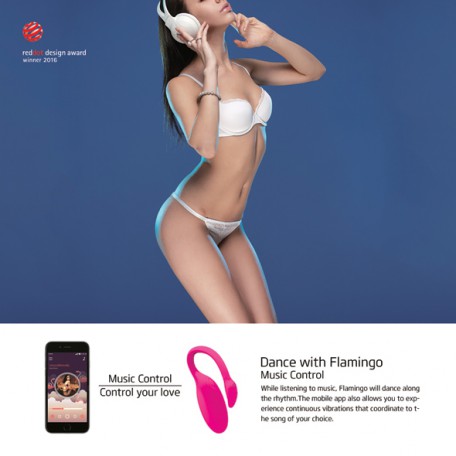 reddot design award
winner 2016
Music Control
Control your love
Dance with Flamingo
Music Control
While listening to music, Flamingo will dance along
the rhythm.The mobile app also allows you to exp-
erience continuous vibrations that coordinate to t-
he song of your choice.